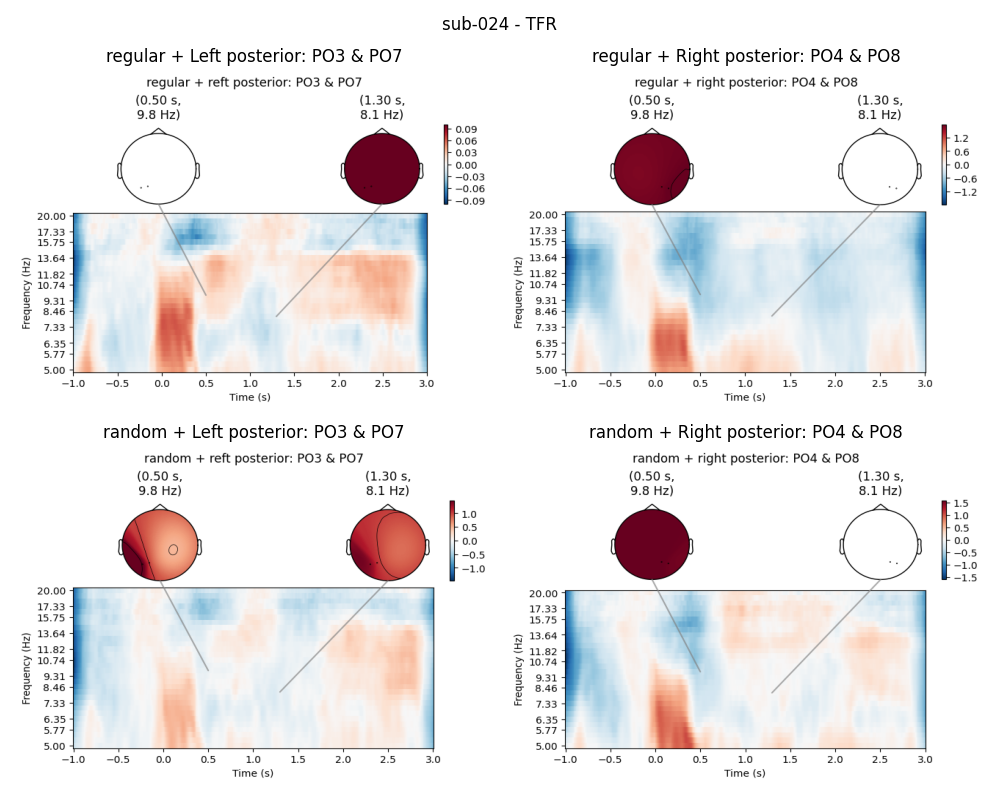 sub-024 - TFR
regular + Left posterior: PO3 & PO7
regular + reft posterior: PO3 & PO7
(0.50 s,
9.8 Hz)
(1.30 s,
8.1 Hz)
0.09
0.06
0.03
0.00
−0.03
−0.06
−0.09
Frequency (Hz)
20.00
17.33
15.75
13.64
11.82
10.74
9.31
8.46
7.33
6.35
5.77
5.00
−1.0 −0.5 0.0 0.5 1.0 1.5 2.0 2.5 3.0
Time (s)
regular + Right posterior: PO4 & PO8
regular + right posterior: PO4 & PO8
(0.50 s,
9.8 Hz)
(1.30 s,
8.1 Hz)
1.2
0.6
−0.6
−1.2
Frequency (Hz)
20.00
17.33
15.75
13.64
11.82
10.74
9.31
8.46
7.33
6.35
5.77
5.00
−1.0 −0.5 0.0 0.5 1.0 1.5 2.0 2.5 3.0
Time (s)
random + Left posterior: PO3 & PO7
random + reft posterior: PO3 & PO7
(0.50 s,
9.8 Hz)
(1.30 s,
8.1 Hz)
1.0
0.5
−0.5
−1.0
Frequency (Hz)
20.00
17.33
15.75
13.64
11.82
10.74
9.31
8.46
7.33
6.35
5.77
5.00
−1.0 −0.5 0.0 0.5 1.0 1.5 2.0 2.5 3.0
Time (s)
random + Right posterior: PO4 & PO8
random + right posterior: PO4 & PO8
(0.50 s,
9.8 Hz)
(1.30 s,
8.1 Hz)
1.5
1.0
0.5
−0.5
−1.0
−1.5
Frequency (Hz)
20.00
17.33
15.75
13.64
11.82
10.74
9.31
8.46
7.33
6.35
5.77
5.00
−1.0 −0.5 0.0 0.5 1.0 1.5 2.0 2.5 3.0
Time (s)